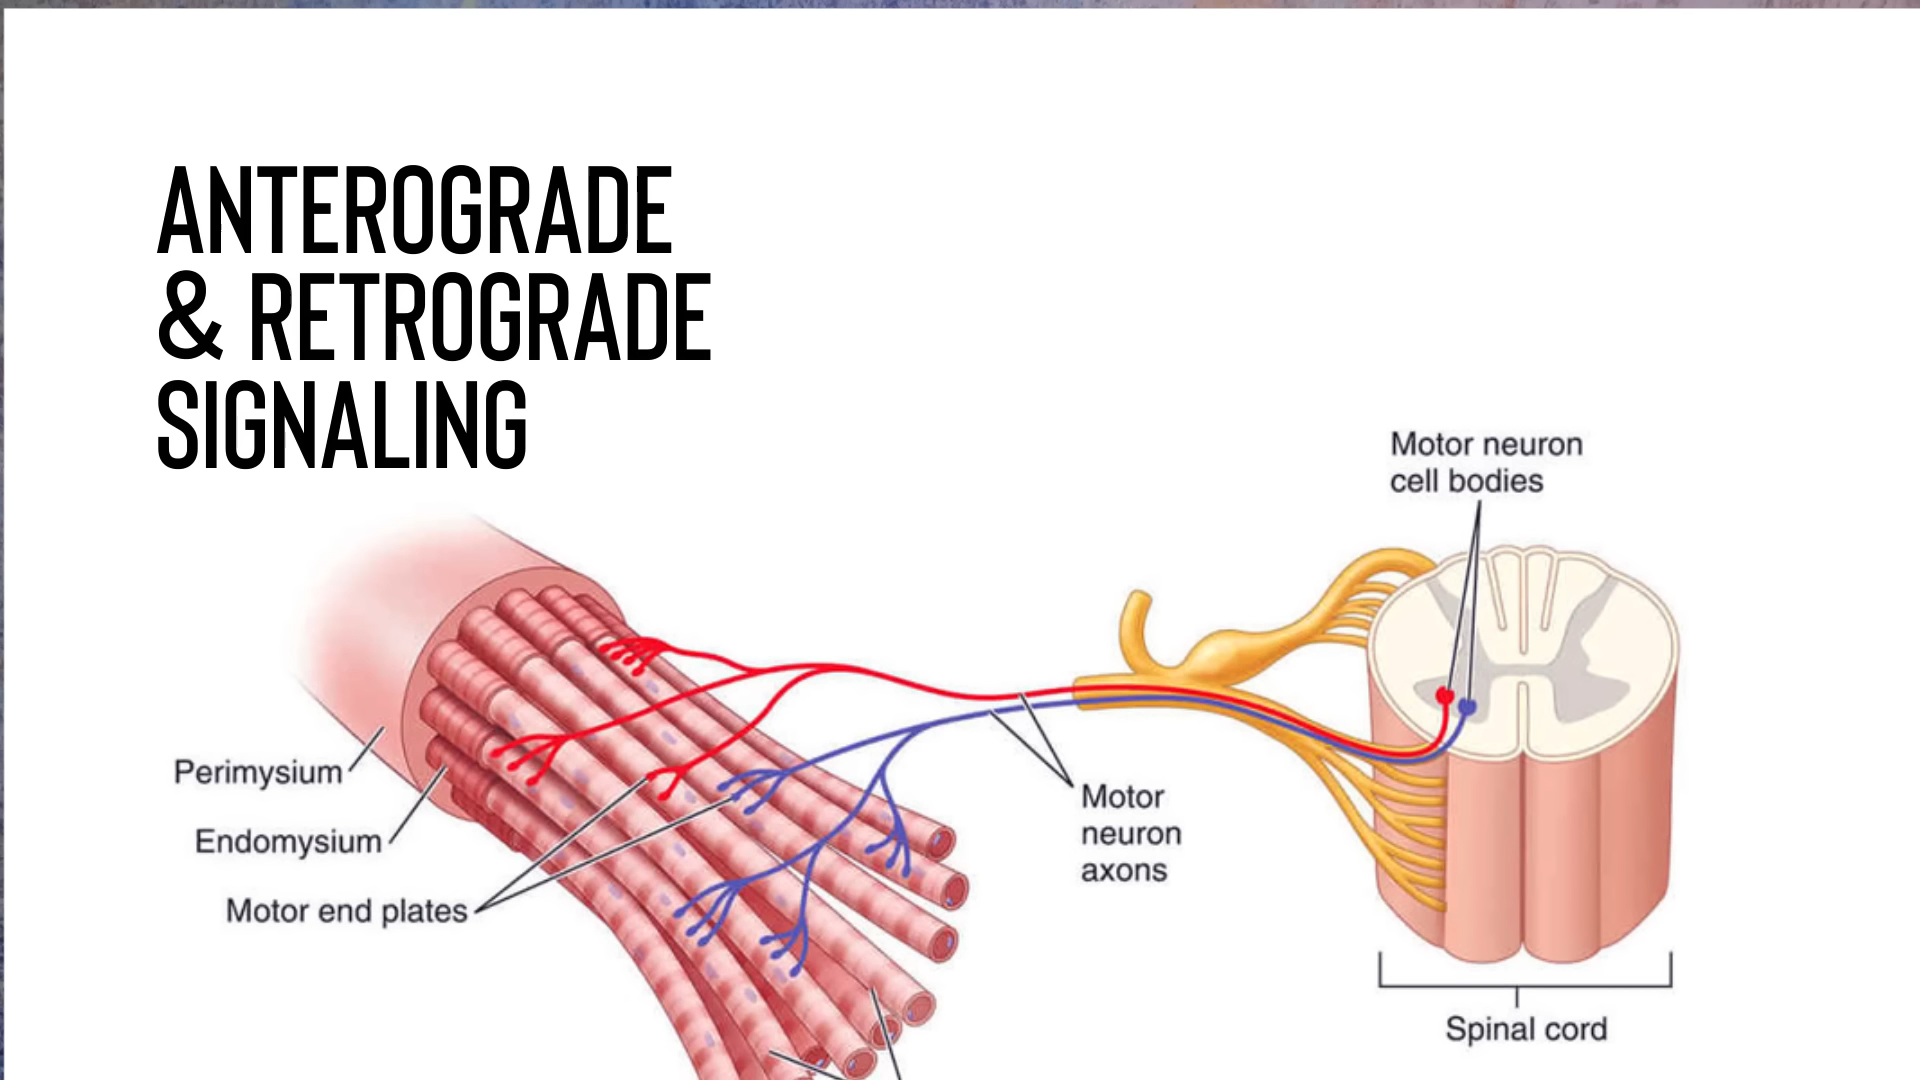 ANTEROGRADE
& RETROGRADE
SIGNALING
Motor neuron
cell bodies
Perimysium
Endomysium
Motor end plates
Motor
neuron
axons
Spinal cord